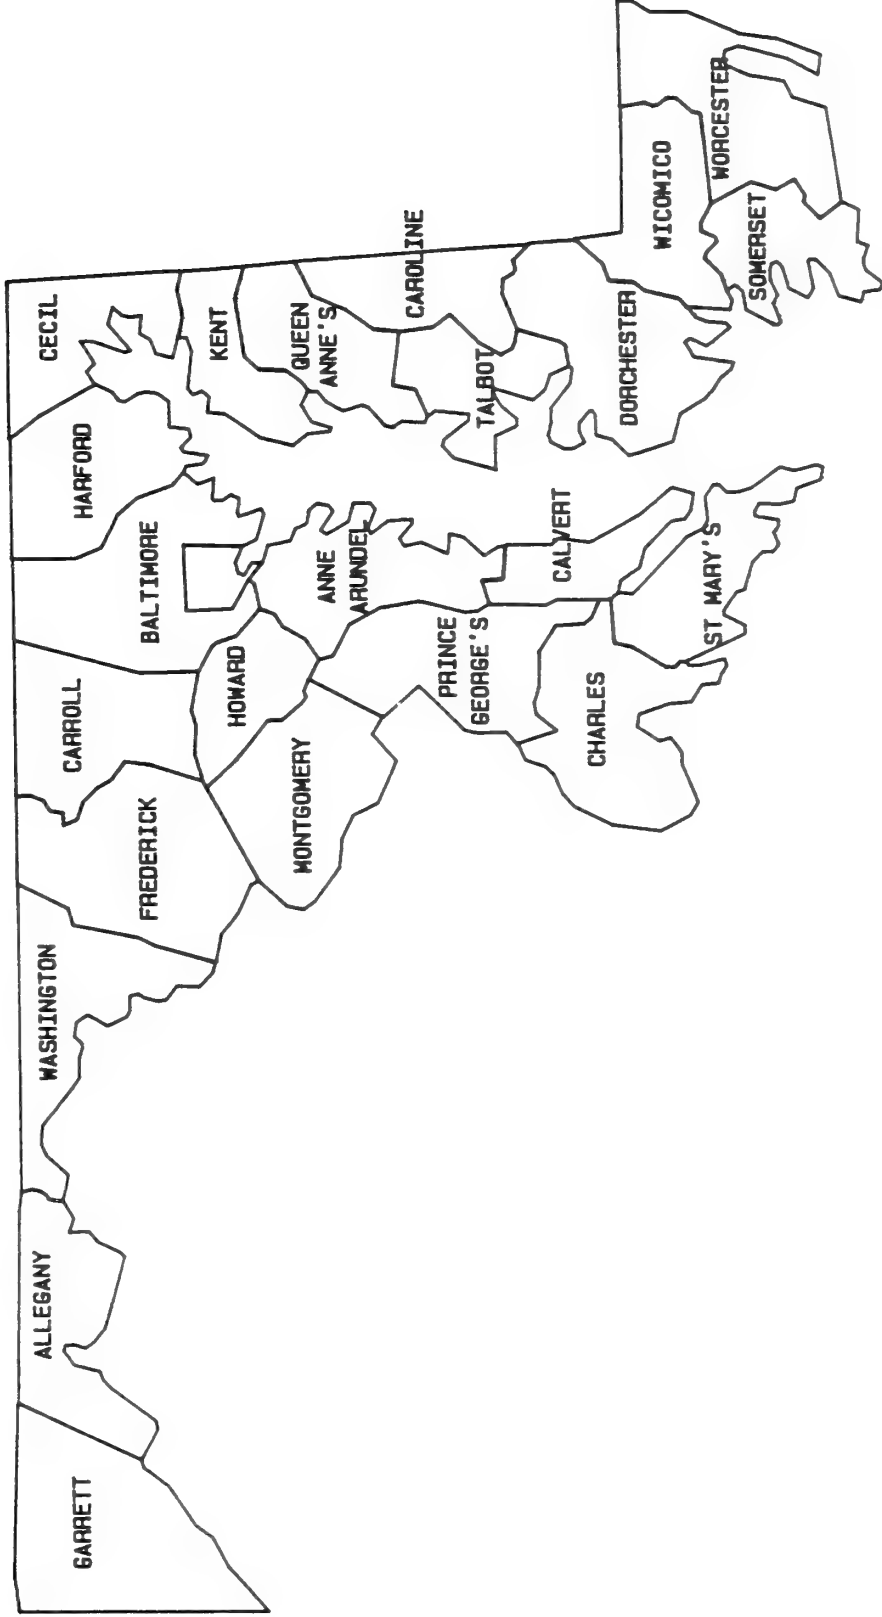 GARRETT
ALLEGANY
WASHINGTON
FREDERICK
CARROLL
BALTIMORE
HARFORD
CECIL
MONTGOMERY
HOWARD
ANNE
ARUNDEL
KENT
QUEEN
ANNE'S
CAROLINE
PRINCE
GEORGE'S
TALBOT
CHARLES
CALVERT
DORCHESTER
WICOMICO
ST MARY'S
SOMERSET
WORCESTER